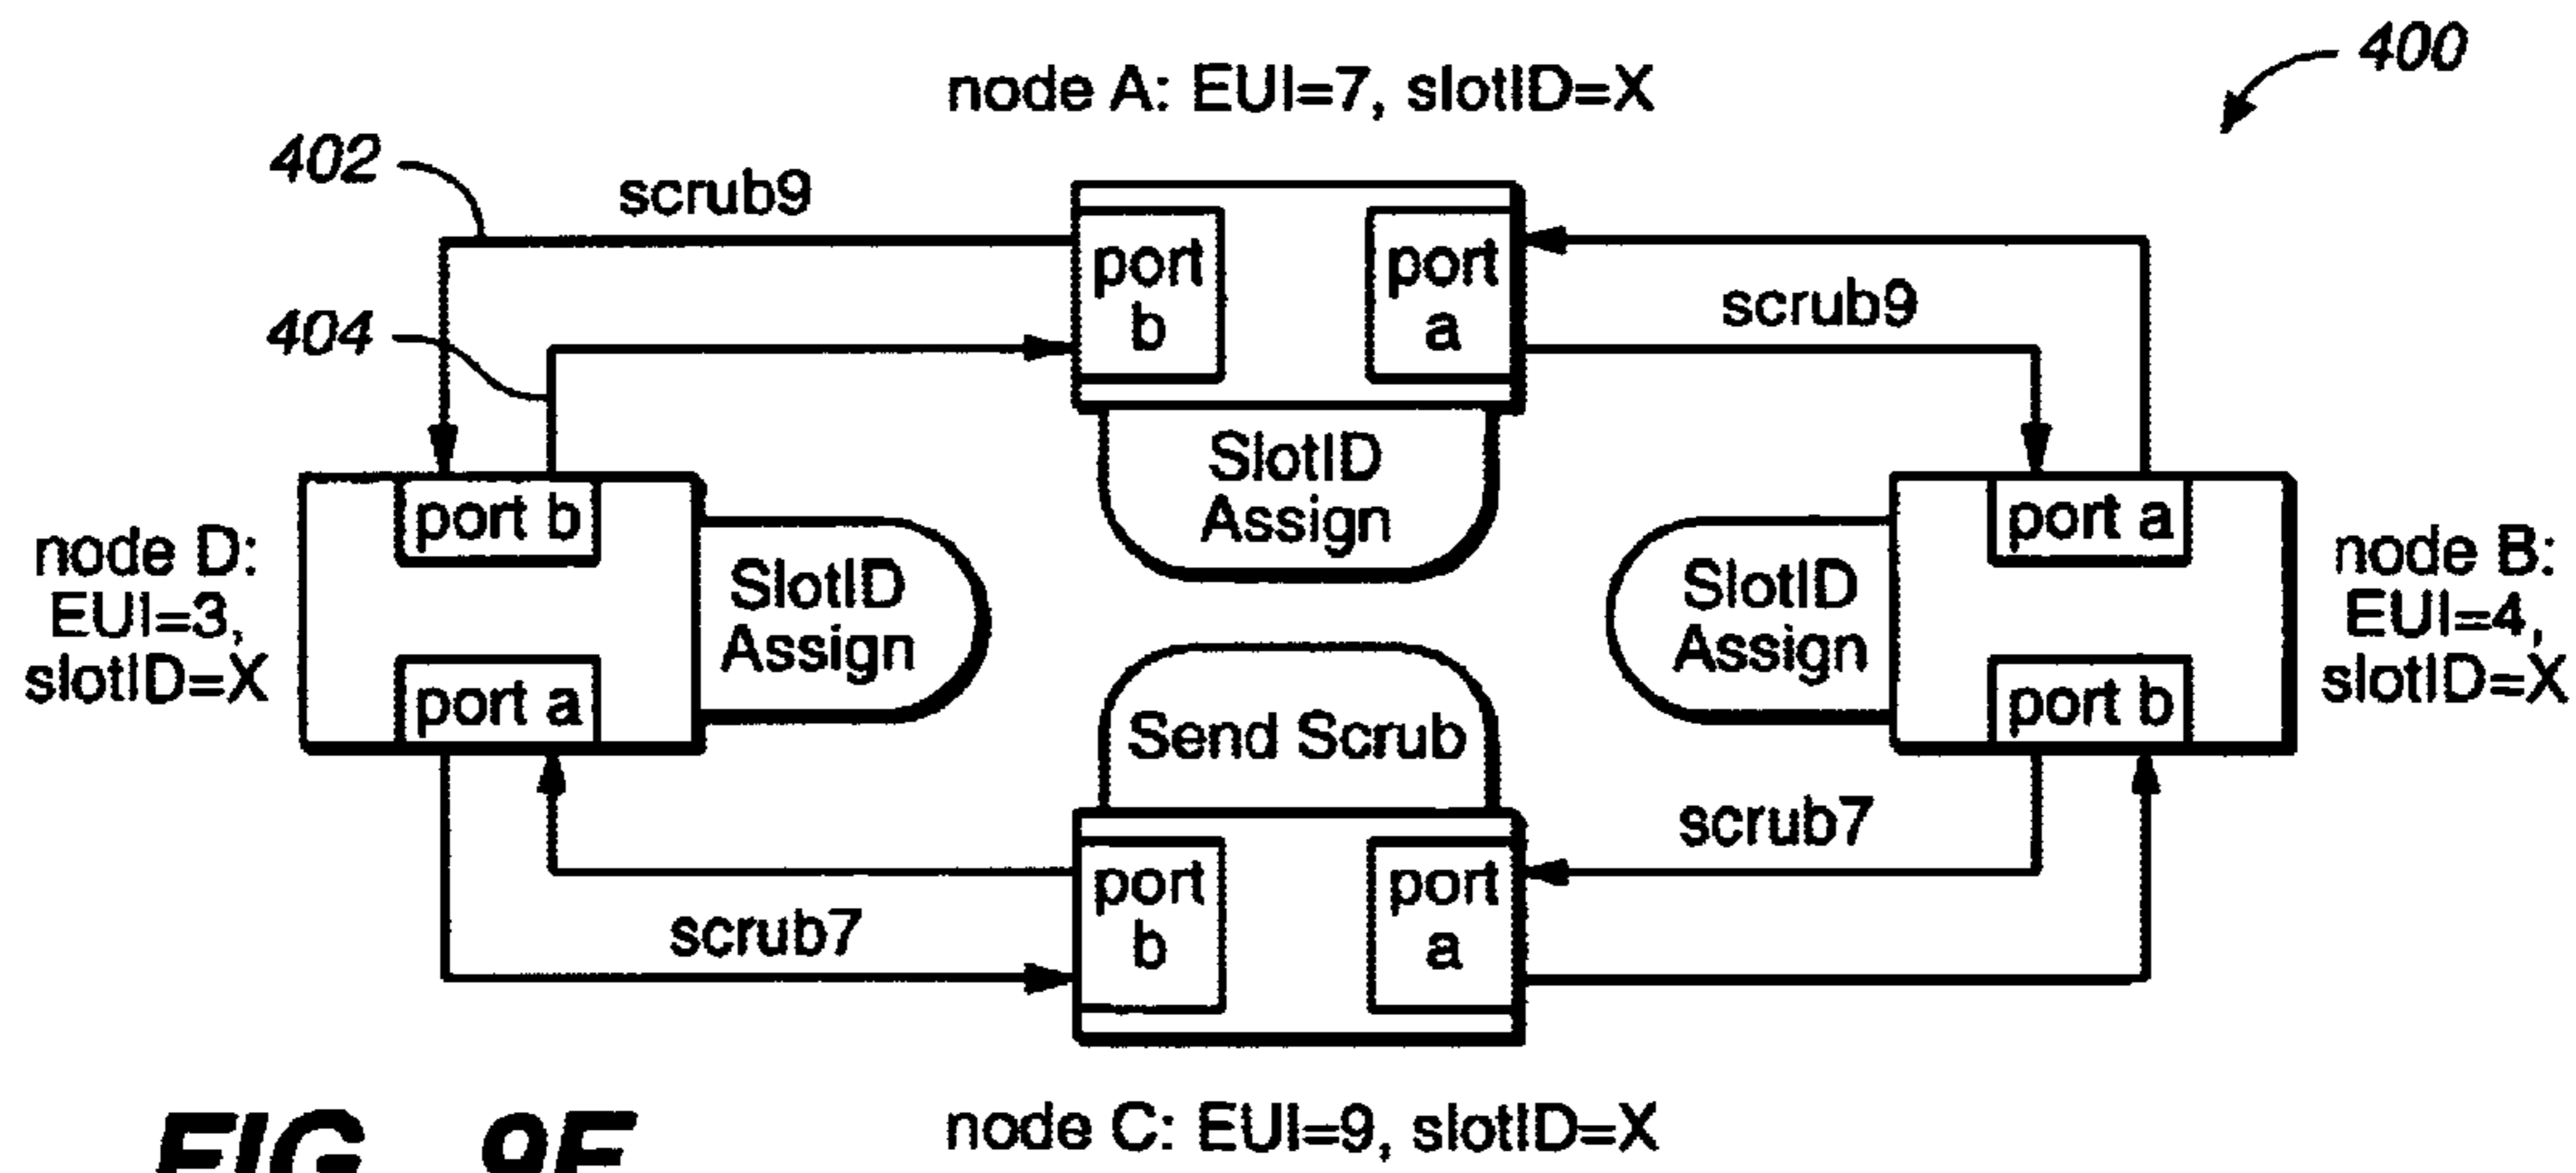 400
node A: EUI=7, slotID=X
402
scrub9
port
b
port
a
scrub9
404
SlotID
Assign
port b
port a
node D:
EUI=3,
slotID=X
SlotID
Assign
SlotID
Assign
port a
port b
node B:
EUI=4,
slotID=X
Send Scrub
scrub7
port
b
port
a
scrub7
node C: EUI=9, slotID=X